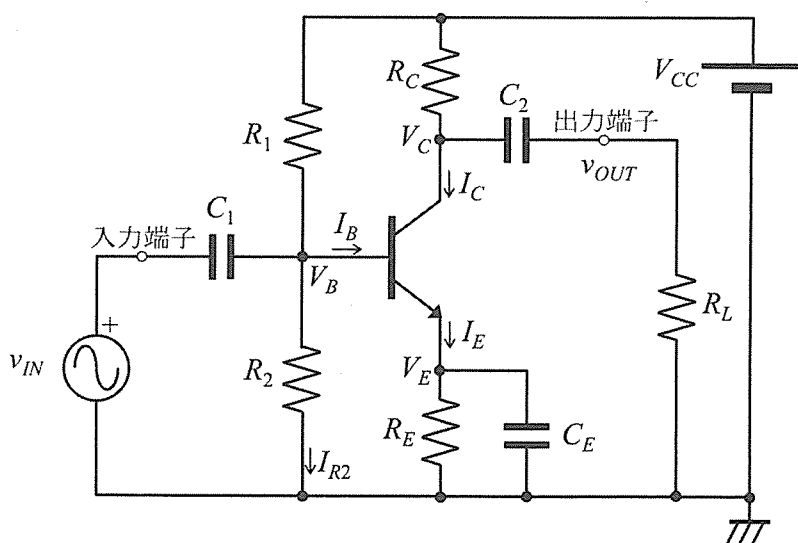 R_C
V_CC
C_2
出力端子
R_1
V_C
v_OUT
I_C
C_1
入力端子
I_B
V_B
R_L
+
v_IN
I_E
R_2
V_E
R_E
C_E
I_R2